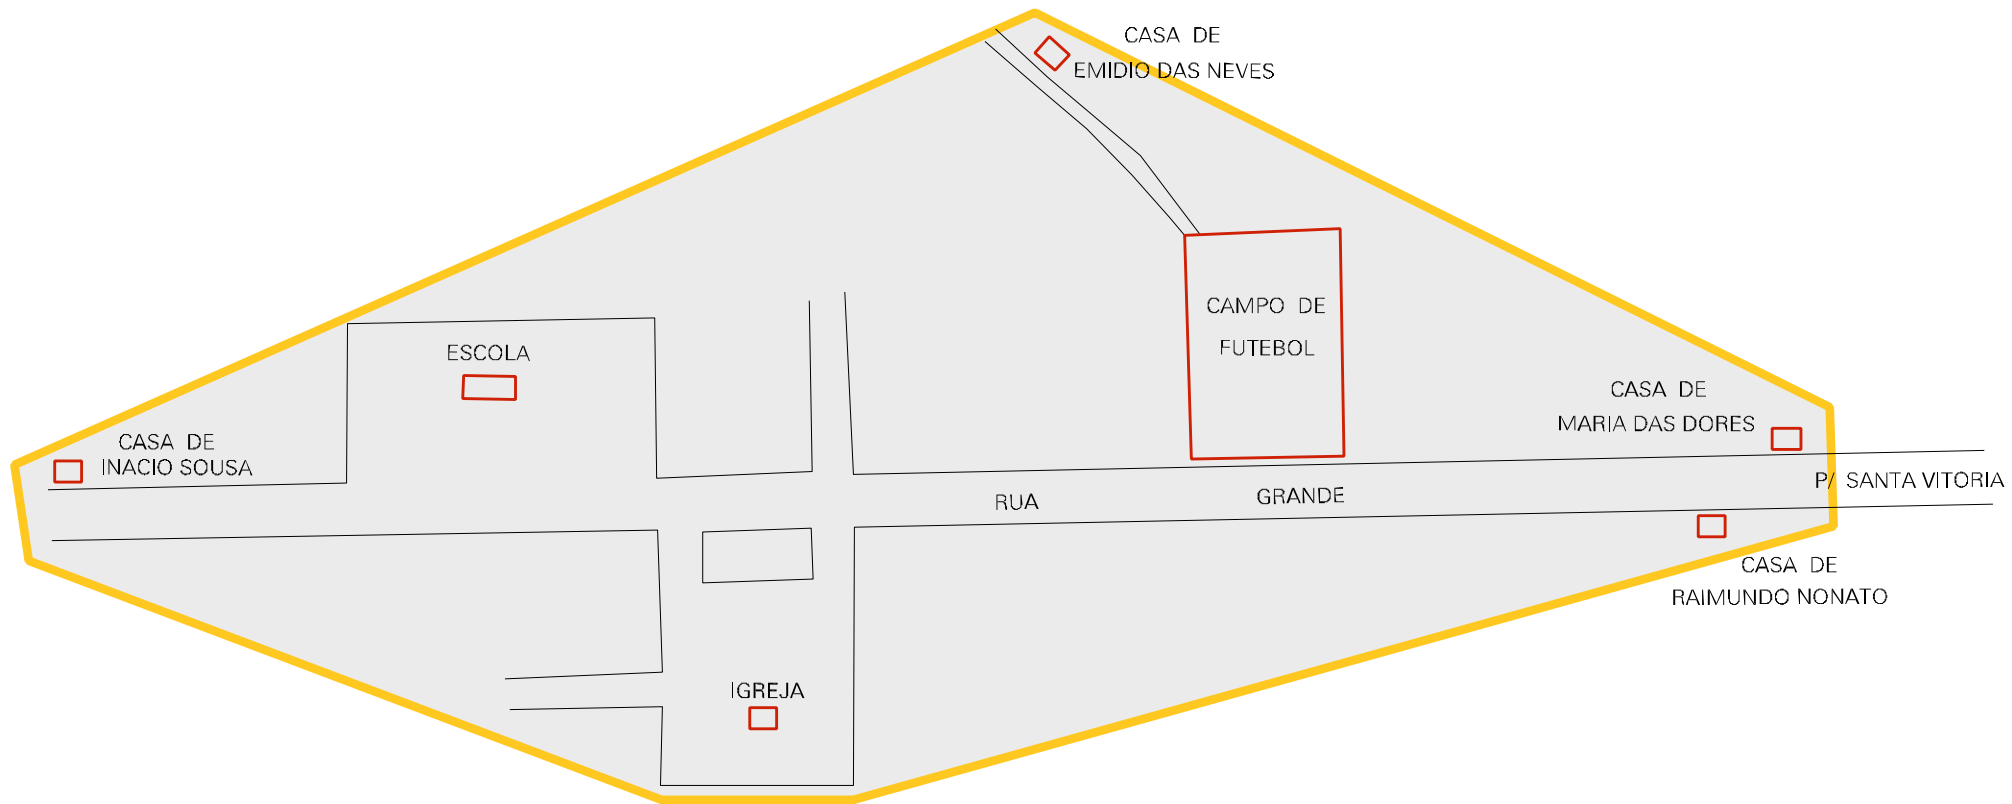 CASA DE
EMIDIO DAS NEVES
CAMPO DE
FUTEBOL
ESCOLA
CASA DE
MARIA DAS DORES
CASA DE
INACIO SOUSA
P/ SANTA VITORIA
RUA GRANDE
CASA DE
RAIMUNDO NONATO
IGREJA